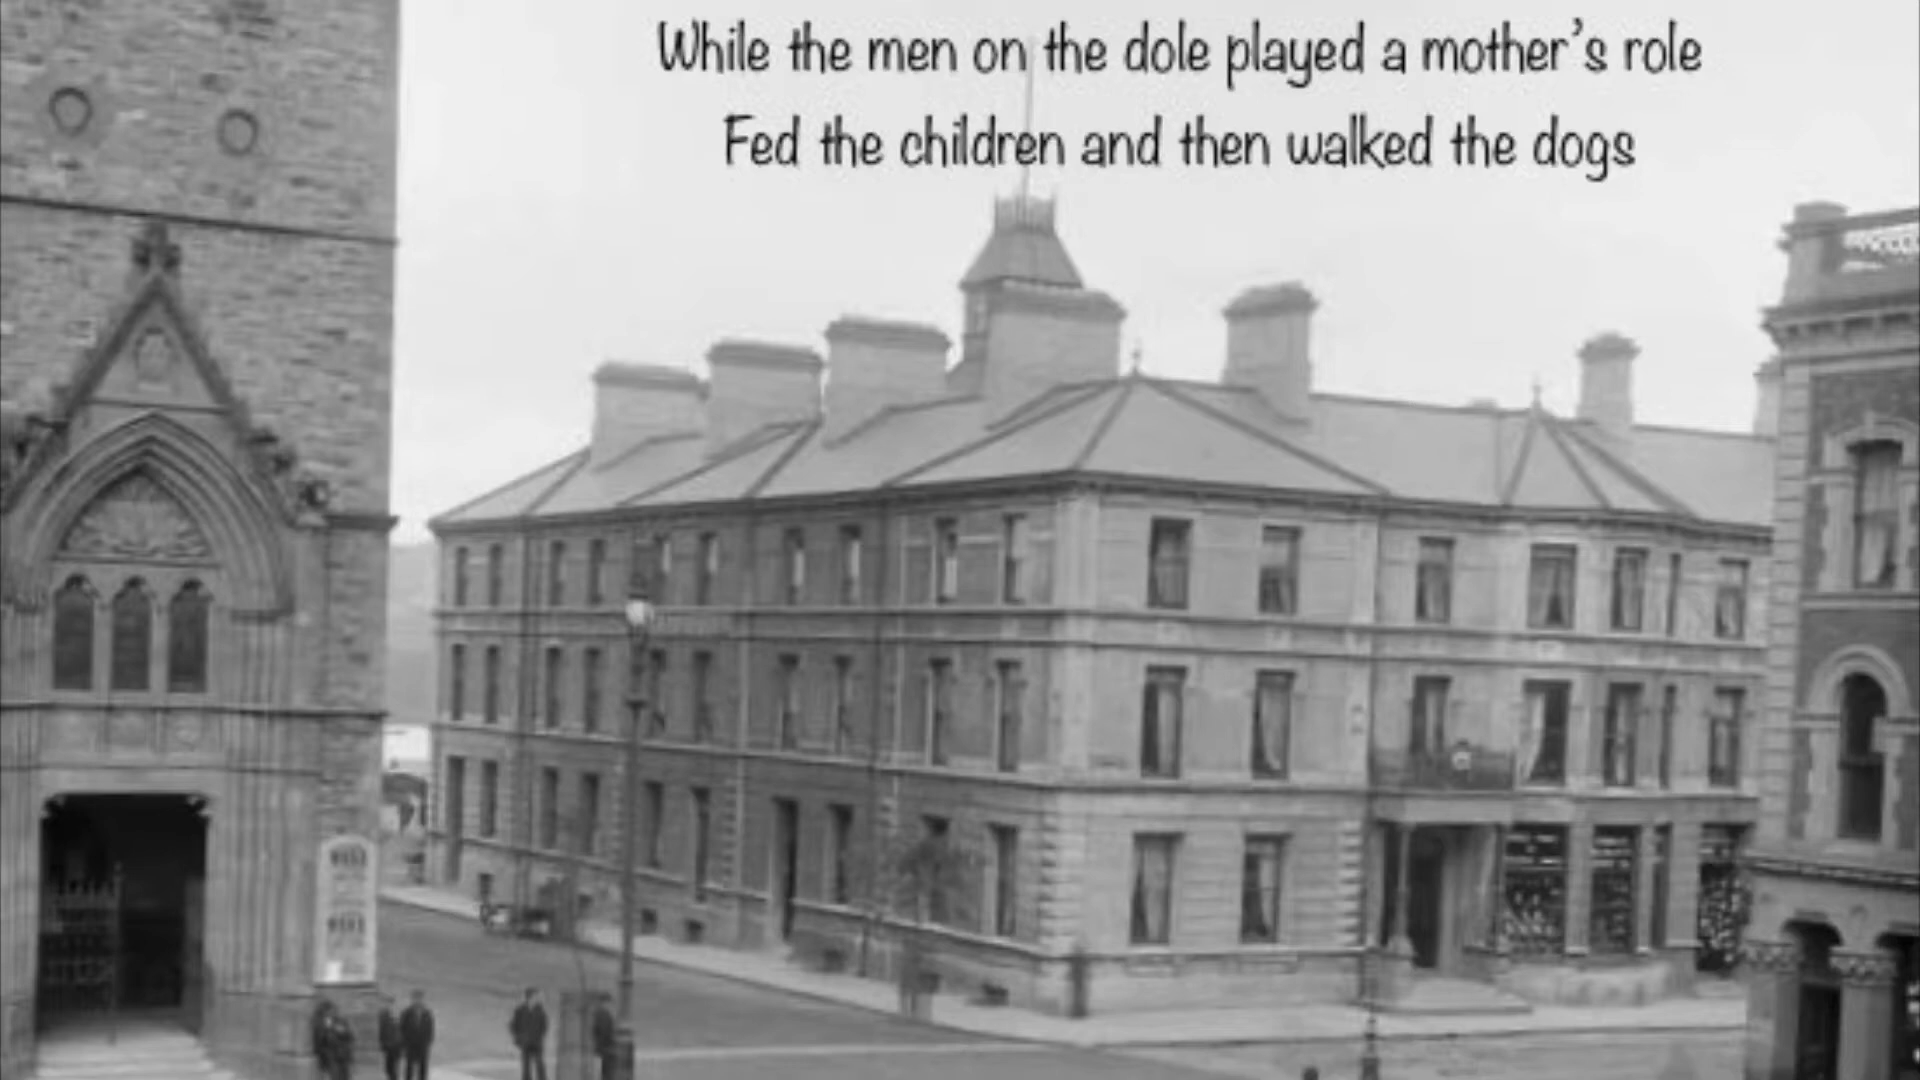 While the men on the dole played a mother's role
Fed the children and then walked the dogs